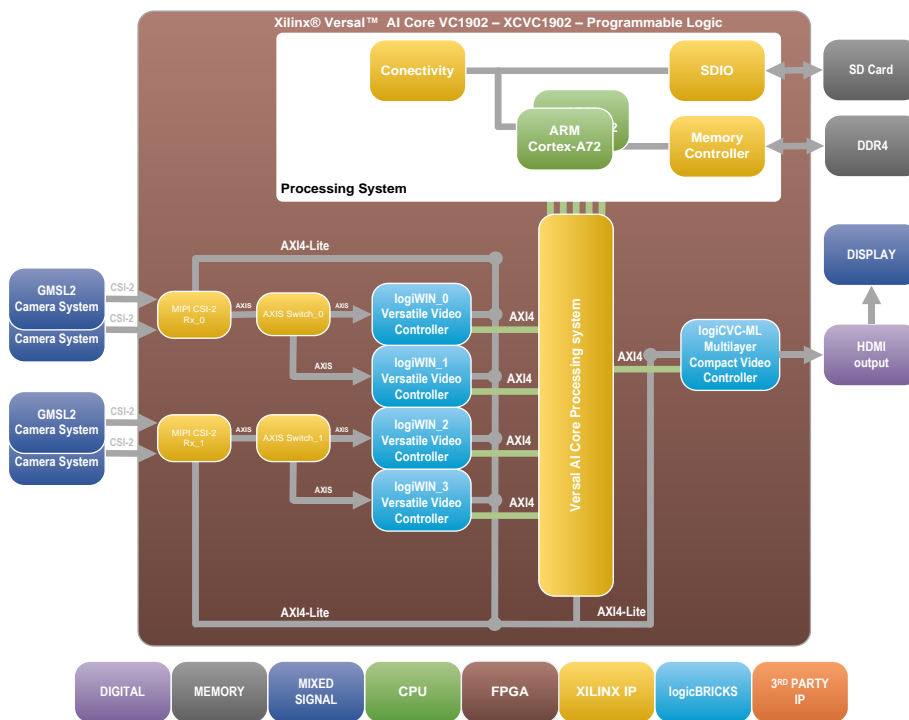 Xilinx® Versal™ AI Core VC1902 – XCVC1902 – Programmable Logic
Conectivity
SDIO
SD Card
ARM
Cortex-A72
2
Memory
Controller
DDR4
Processing System
AXI4-Lite
DISPLAY
GMSL2
Camera System
Camera System
CSI-2
CSI-2
MIPI CSI-2
Rx_0
AXIS
AXIS Switch_0
AXIS
logiWIN_0
Versatile Video
Controller
AXI4
AXIS
logiWIN_1
Versatile Video
Controller
AXI4
Versal AI Core Processing system
AXI4
logiCVC-ML
Multilayer
Compact Video
Controller
HDMI
output
GMSL2
Camera System
Camera System
CSI-2
CSI-2
MIPI CSI-2
Rx_1
AXIS
AXIS Switch_1
AXIS
logiWIN_2
Versatile Video
Controller
AXI4
AXIS
logiWIN_3
Versatile Video
Controller
AXI4
AXI4-Lite
AXI4-Lite
DIGITAL
MEMORY
MIXED
SIGNAL
CPU
FPGA
XILINX IP
logicBRICKS
3RD PARTY
IP